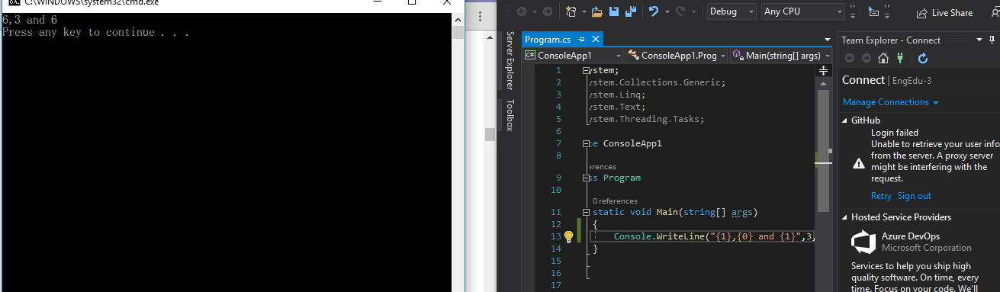 C:\WINDOWS\system32\cmd.exe
6,3 and 6
Press any key to continue . . .
Debug
Any CPU
Live Share
Server Explorer
Toolbox
Program.cs
C# ConsoleApp1
ConsoleApp1.Prog
Main(string[] args)
1 ystem;
2 ystem.Collections.Generic;
3 ystem.Linq;
4 ystem.Text;
5 ystem.Threading.Tasks;
6
7 ce ConsoleApp1
8
erences
9 ss Program
10
0 references
11 static void Main(string[] args)
12 {
13 Console.WriteLine("{1},{0} and {1}",3,
14 }
15
16
17
Team Explorer - Connect
Connect | EngEdu-3
Manage Connections
GitHub
Login failed
Unable to retrieve your user info
from the server. A proxy server
might be interfering with the
request.
Retry Sign out
Hosted Service Providers
Azure DevOps
Microsoft Corporation
Services to help you ship high
quality software. On time, every
time. Focus on your code. We'll